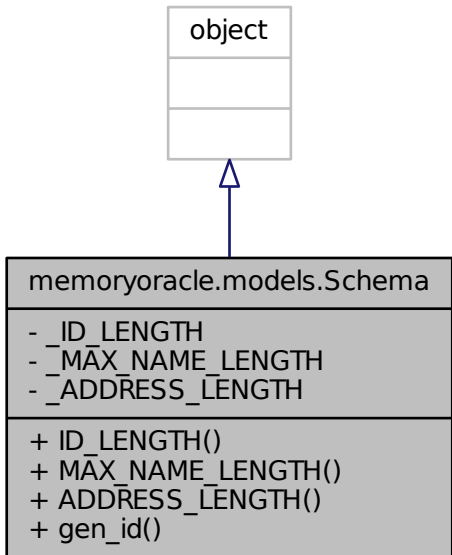 object
memoryoracle.models.Schema
- _ID_LENGTH
- _MAX_NAME_LENGTH
- _ADDRESS_LENGTH
+ ID_LENGTH()
+ MAX_NAME_LENGTH()
+ ADDRESS_LENGTH()
+ gen_id()